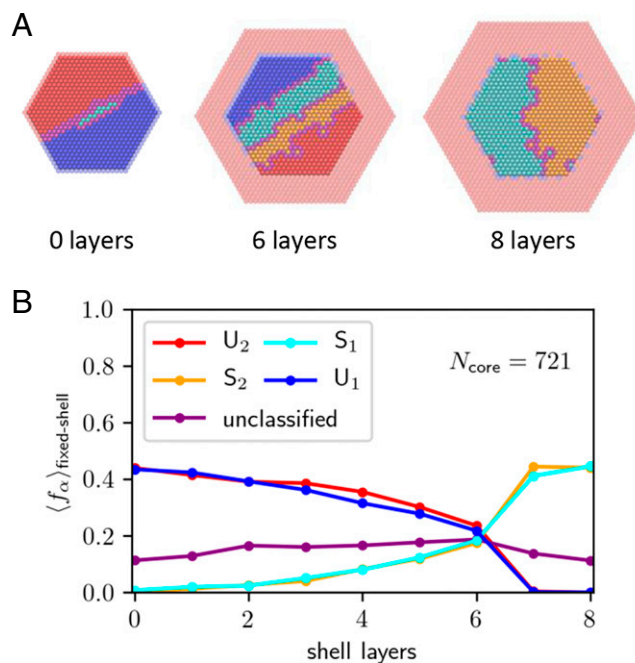 A
0 layers 6 layers 8 layers
B
1.0
0.8
0.6
0.4
0.2
0.0
⟨fα⟩fixed-shell
U₂ S₁
S₂ U₁
unclassified
Ncore = 721
0 2 4 6 8
shell layers